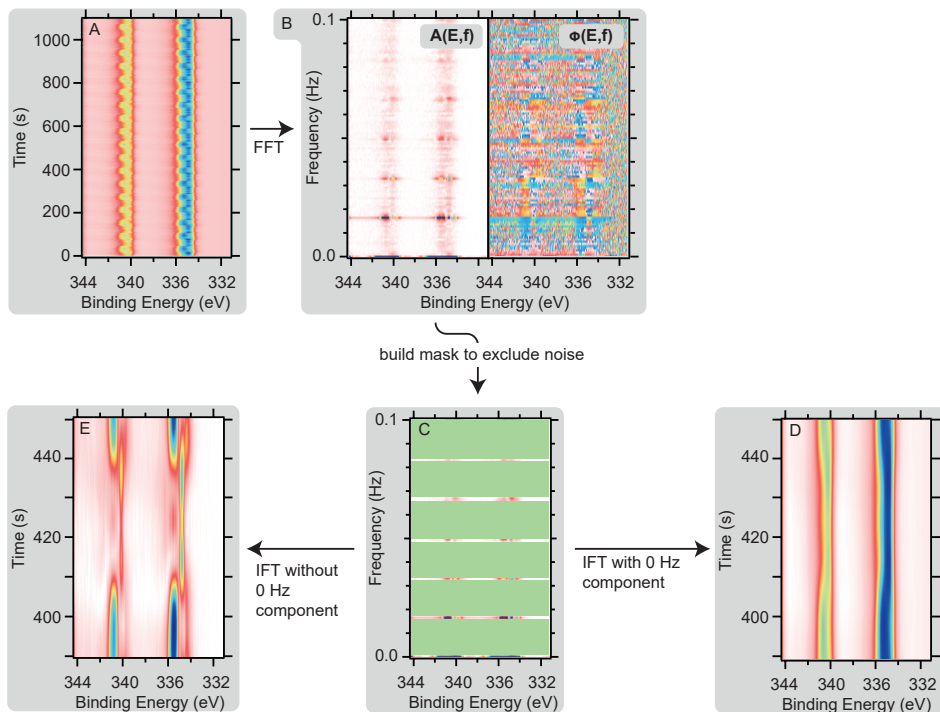 A
Time (s)
1000
800
600
400
200
0
344 340 336 332
Binding Energy (eV)
FFT
B
A(E,f)
Φ(E,f)
Frequency (Hz)
0.1
0.0
344 340 336 332
344 340 336 332
Binding Energy (eV)
build mask to exclude noise
E
Time (s)
440
420
400
344 340 336 332
Binding Energy (eV)
IFT without
0 Hz
component
C
Frequency (Hz)
0.1
0.0
344 340 336 332
Binding Energy (eV)
IFT with 0 Hz
component
D
Time (s)
440
420
400
344 340 336 332
Binding Energy (eV)